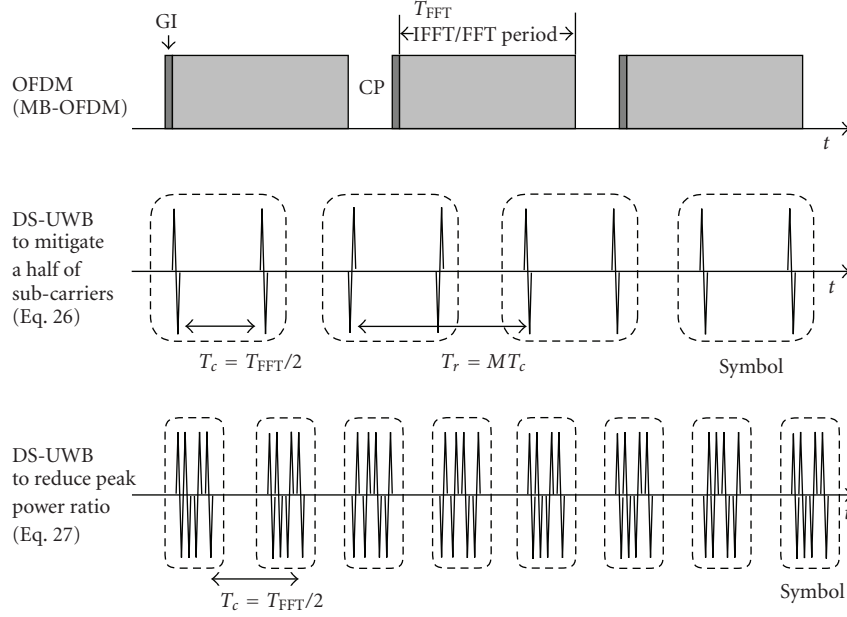 GI
T_FFT
IFFT/FFT period
OFDM
(MB-OFDM)
CP
t
DS-UWB
to mitigate
a half of
sub-carriers
(Eq. 26)
t
T_c = T_FFT/2
T_r = MT_c
Symbol
DS-UWB
to reduce peak
power ratio
(Eq. 27)
t
T_c = T_FFT/2
Symbol